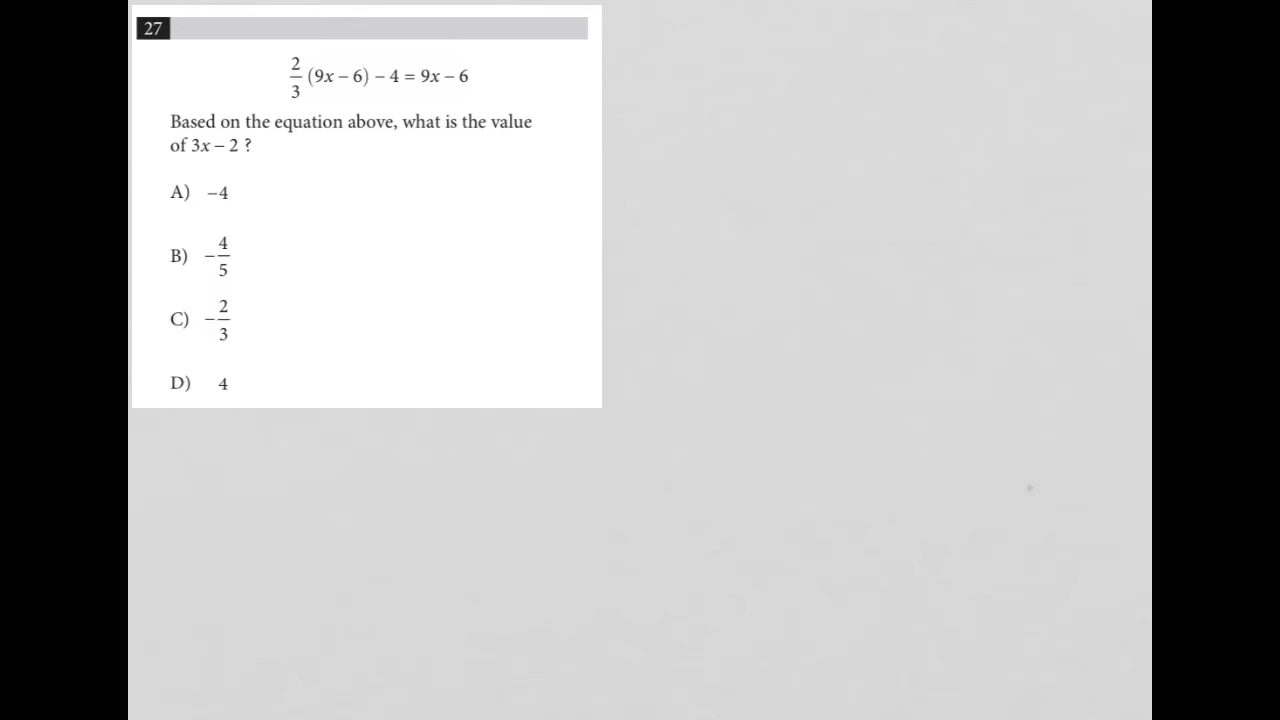 27
2/3 (9x − 6) − 4 = 9x − 6
Based on the equation above, what is the value
of 3x − 2 ?
A) −4
B) −4/5
C) −2/3
D) 4